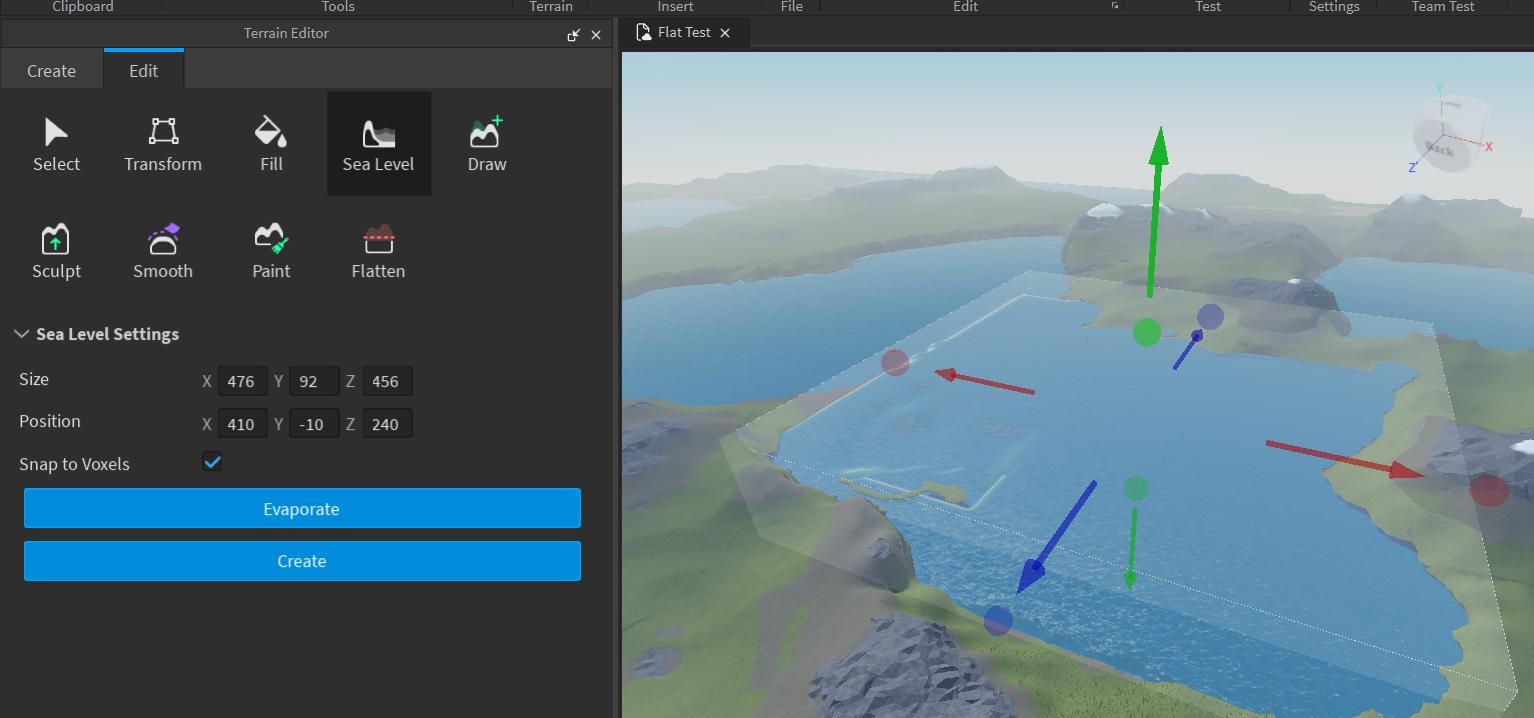 Clipboard Tools Terrain Insert File Edit Test Settings Team Test
Terrain Editor
Flat Test
Create Edit
Select Transform Fill Sea Level Draw
Sculpt Smooth Paint Flatten
Sea Level Settings
Size X 476 Y 92 Z 456
Position X 410 Y -10 Z 240
Snap to Voxels
Evaporate
Create
Y
Back
X
Z